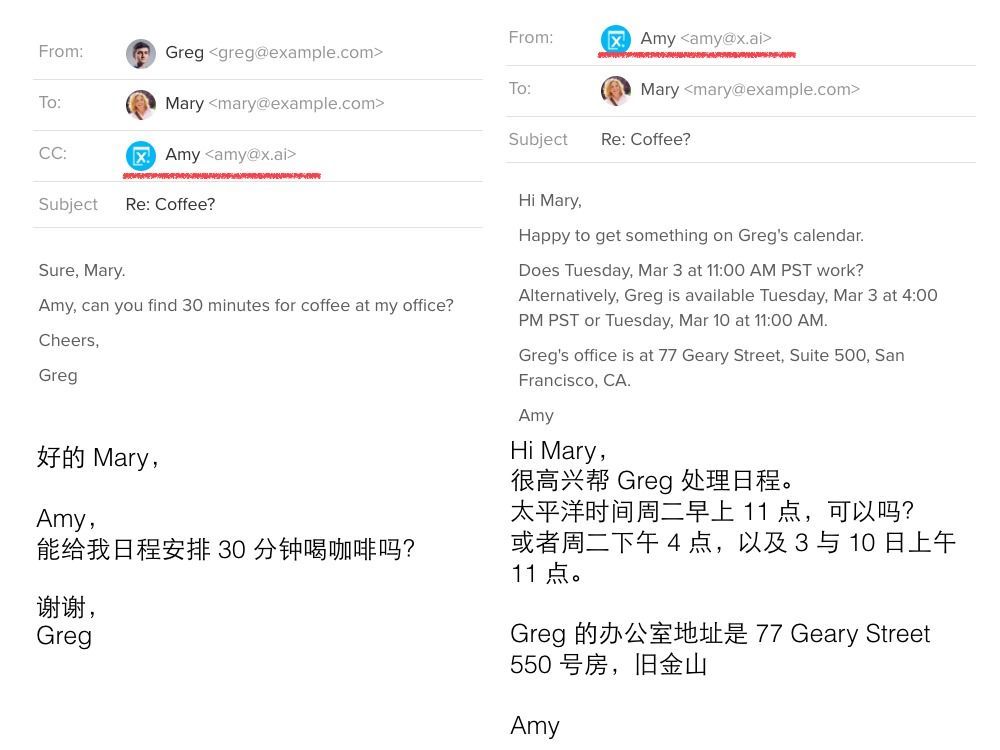 From: Greg <greg@example.com>
To: Mary <mary@example.com>
CC: Amy <amy@x.ai>
Subject Re: Coffee?
Sure, Mary.
Amy, can you find 30 minutes for coffee at my office?
Cheers,
Greg
好的 Mary，
Amy，
能给我日程安排 30 分钟喝咖啡吗？
谢谢，
Greg
From: Amy <amy@x.ai>
To: Mary <mary@example.com>
Subject Re: Coffee?
Hi Mary,
Happy to get something on Greg's calendar.
Does Tuesday, Mar 3 at 11:00 AM PST work?
Alternatively, Greg is available Tuesday, Mar 3 at 4:00
PM PST or Tuesday, Mar 10 at 11:00 AM.
Greg's office is at 77 Geary Street, Suite 500, San
Francisco, CA.
Amy
Hi Mary，
很高兴帮 Greg 处理日程。
太平洋时间周二早上 11 点，可以吗？
或者周二下午 4 点，以及 3 与 10 日上午
11 点。
Greg 的办公室地址是 77 Geary Street
550 号房，旧金山
Amy